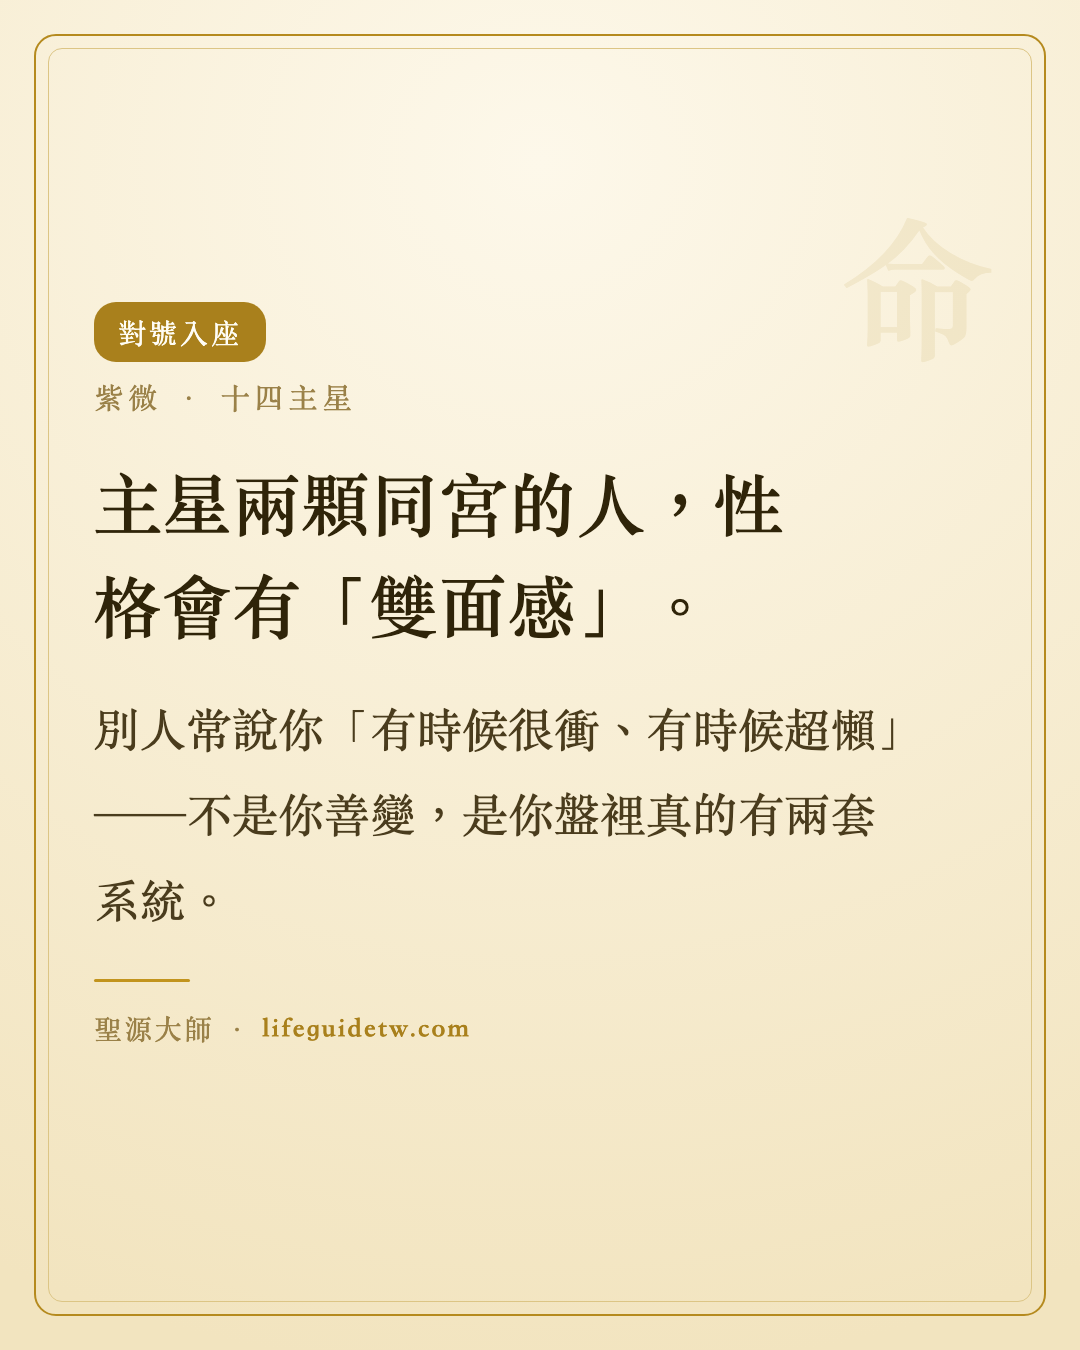 命
對號入座
紫微 · 十四主星
主星兩顆同宮的人，性
格會有「雙面感」。
別人常說你「有時候很衝、有時候超懶」
——不是你善變，是你盤裡真的有兩套
系統。
聖源大師 · lifeguidetw.com